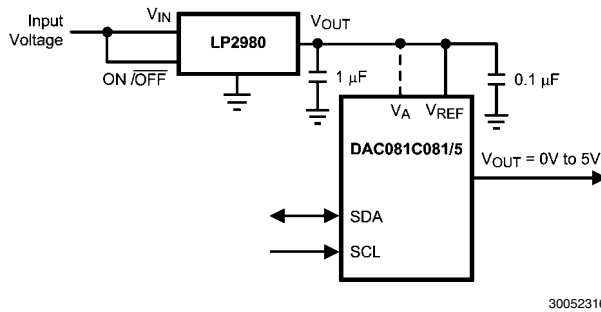 Input
Voltage
VIN
LP2980
VOUT
ON /OFF
1 µF
0.1 µF
VA
VREF
DAC081C081/5
VOUT = 0V to 5V
SDA
SCL